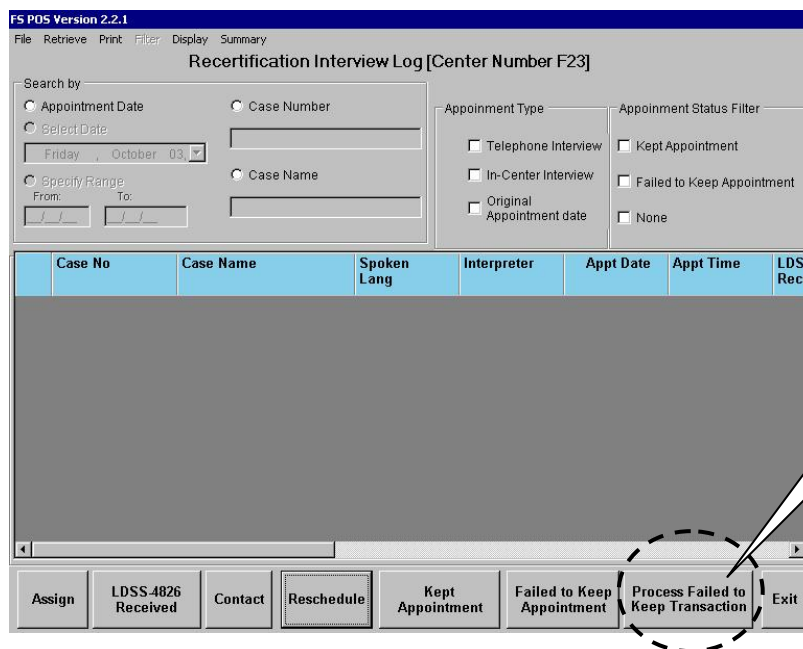 FS POS Version 2.2.1
File Retrieve Print Filter Display Summary
Recertification Interview Log [Center Number F23]
Search by
Appointment Date
Case Number
Select Date
Friday , October 03,
Specify Range
From: To:
_/_/_ _/_/_
Case Name
Appoinment Type
Telephone Interview
In-Center Interview
Original
Appointment date
Appoinment Status Filter
Kept Appointment
Failed to Keep Appointment
None
Case No
Case Name
Spoken
Lang
Interpreter
Appt Date
Appt Time
LDS
Rec
Assign
LDSS-4826
Received
Contact
Reschedule
Kept
Appointment
Failed to Keep
Appointment
Process Failed to
Keep Transaction
Exit